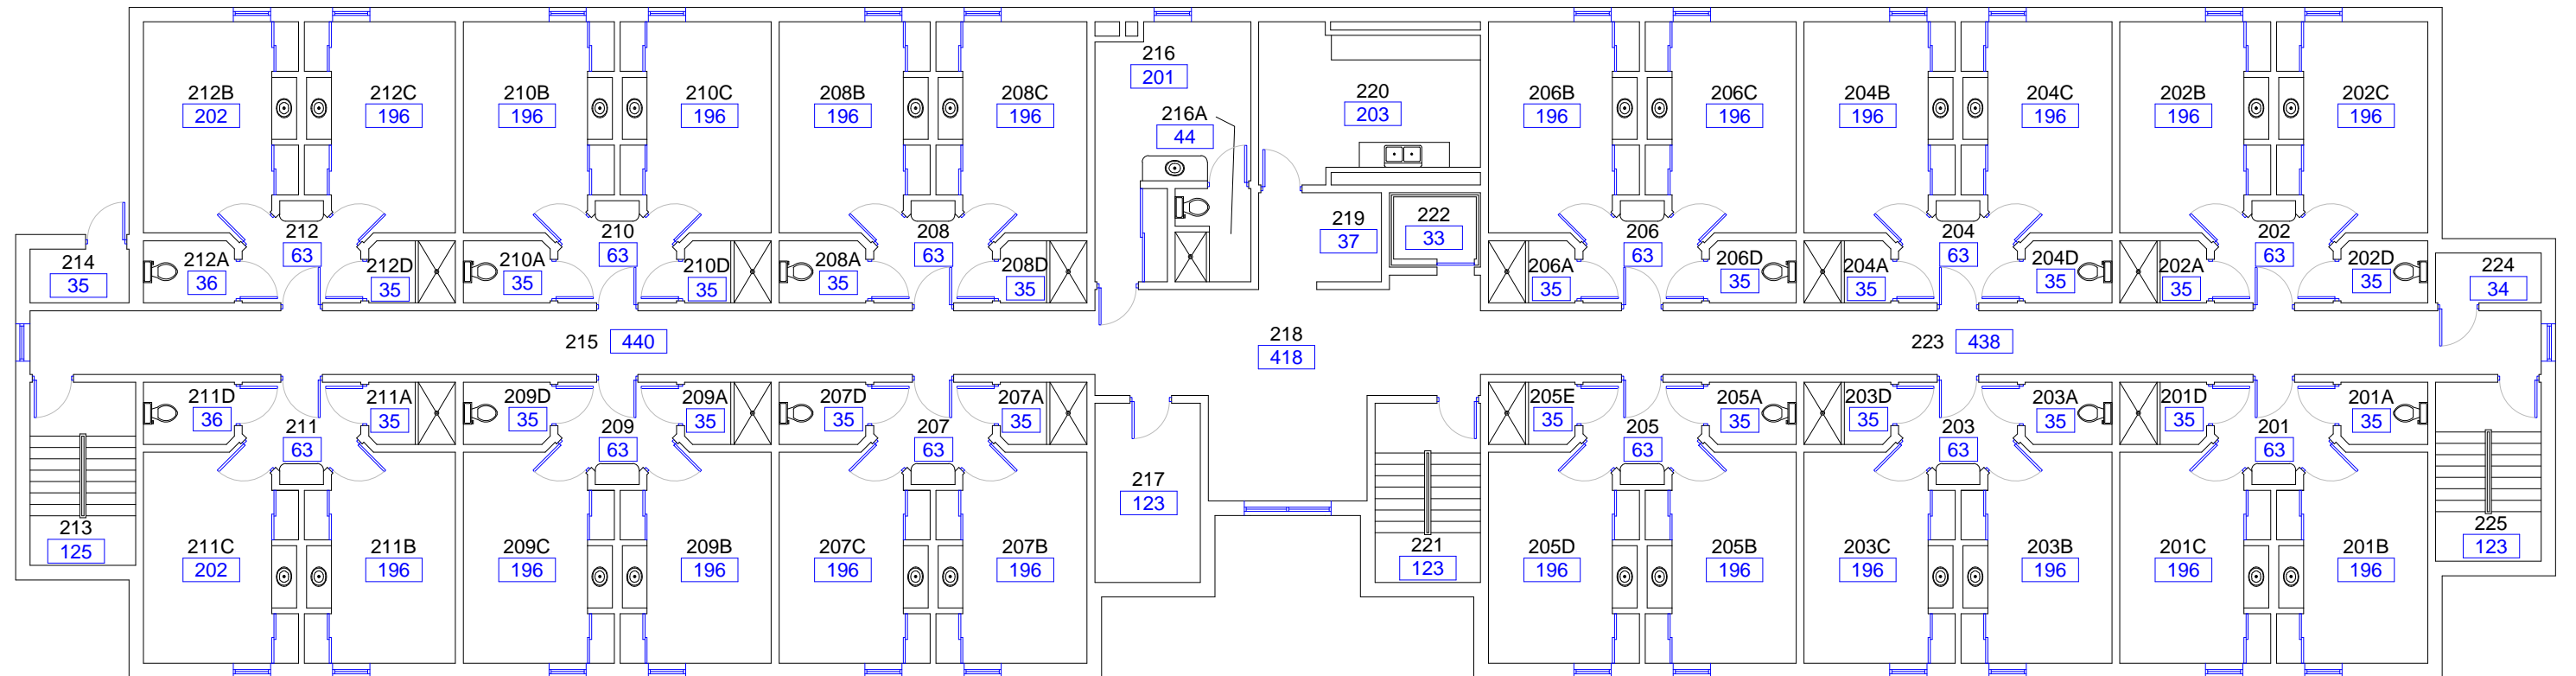 216
201
212B
202
212C
196
210B
196
210C
196
208B
196
208C
196
216A
44
220
203
206B
196
206C
196
204B
196
204C
196
202B
196
202C
196
214
35
212A
36
212
63
212D
35
210A
35
210
63
210D
35
208A
35
208
63
208D
35
219
37
222
33
206A
35
206
63
206D
35
204A
35
204
63
204D
35
202A
35
202
63
202D
35
224
34
215 440
218
418
223 438
211D
36
211
63
211A
35
209D
35
209
63
209A
35
207D
35
207
63
207A
35
205E
35
205
63
205A
35
203D
35
203
63
203A
35
201D
35
201
63
201A
35
213
125
211C
202
211B
196
209C
196
209B
196
207C
196
207B
196
217
123
221
123
205D
196
205B
196
203C
196
203B
196
201C
196
201B
196
225
123